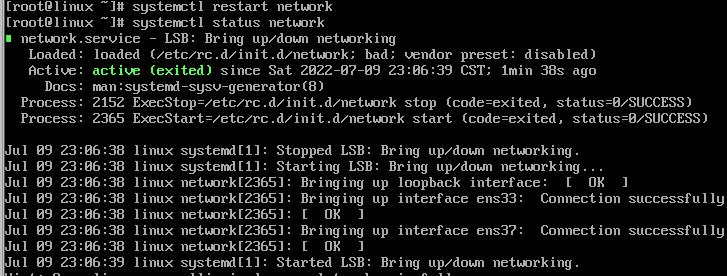 [root@linux ~]# systemctl restart network
[root@linux ~]# systemctl status network
network.service - LSB: Bring up/down networking
Loaded: loaded (/etc/rc.d/init.d/network; bad; vendor preset: disabled)
Active: active (exited) since Sat 2022-07-09 23:06:39 CST; 1min 38s ago
Docs: man:systemd-sysv-generator(8)
Process: 2152 ExecStop=/etc/rc.d/init.d/network stop (code=exited, status=0/SUCCESS)
Process: 2365 ExecStart=/etc/rc.d/init.d/network start (code=exited, status=0/SUCCESS)
Jul 09 23:06:38 linux systemd[1]: Stopped LSB: Bring up/down networking.
Jul 09 23:06:38 linux systemd[1]: Starting LSB: Bring up/down networking...
Jul 09 23:06:38 linux network[2365]: Bringing up loopback interface:  [  OK  ]
Jul 09 23:06:38 linux network[2365]: Bringing up interface ens33:  Connection successfully
Jul 09 23:06:38 linux network[2365]: [  OK  ]
Jul 09 23:06:39 linux network[2365]: Bringing up interface ens37:  Connection successfully
Jul 09 23:06:39 linux network[2365]: [  OK  ]
Jul 09 23:06:39 linux systemd[1]: Started LSB: Bring up/down networking.